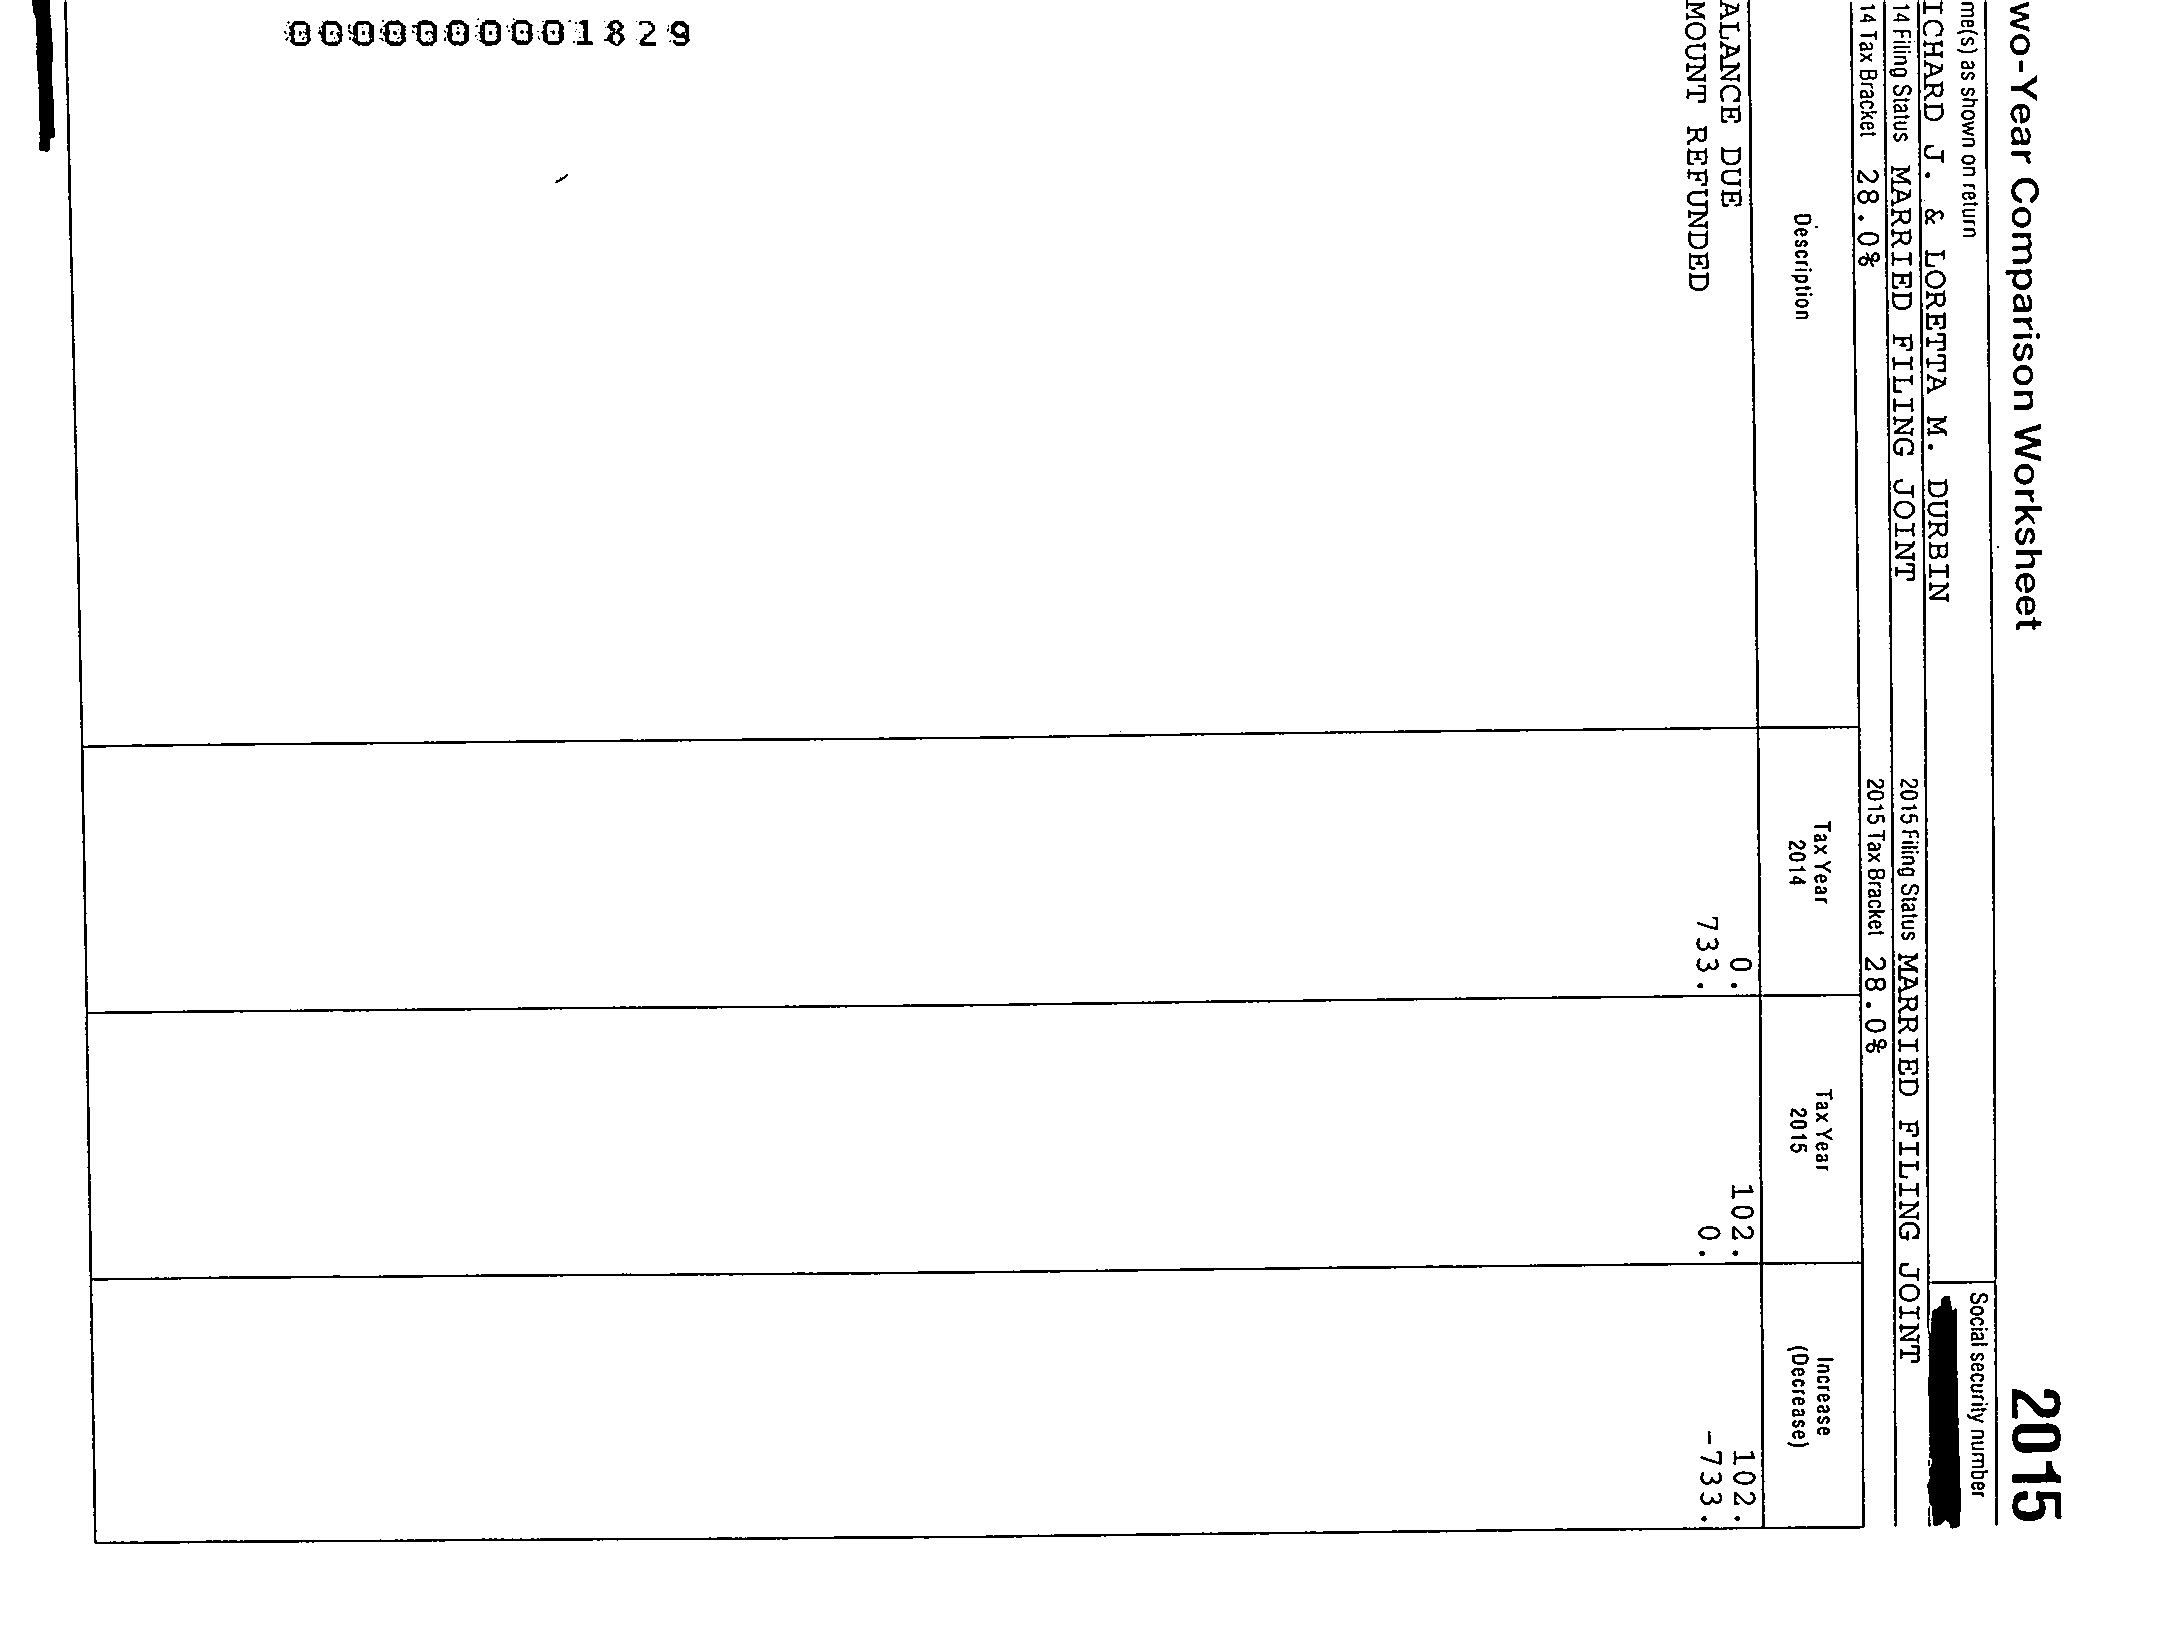 wo-Year Comparison Worksheet 2015
me(s) as shown on return Social security number
ICHARD J. & LORETTA M. DURBIN
14 Filing Status MARRIED FILING JOINT 2015 Filing Status MARRIED FILING JOINT
14 Tax Bracket 28.0% 2015 Tax Bracket 28.0%
Description Tax Year 2014 Tax Year 2015 Increase (Decrease)
ALANCE DUE 0. 102. 102.
MOUNT REFUNDED 733. 0. -733.
0000000001829